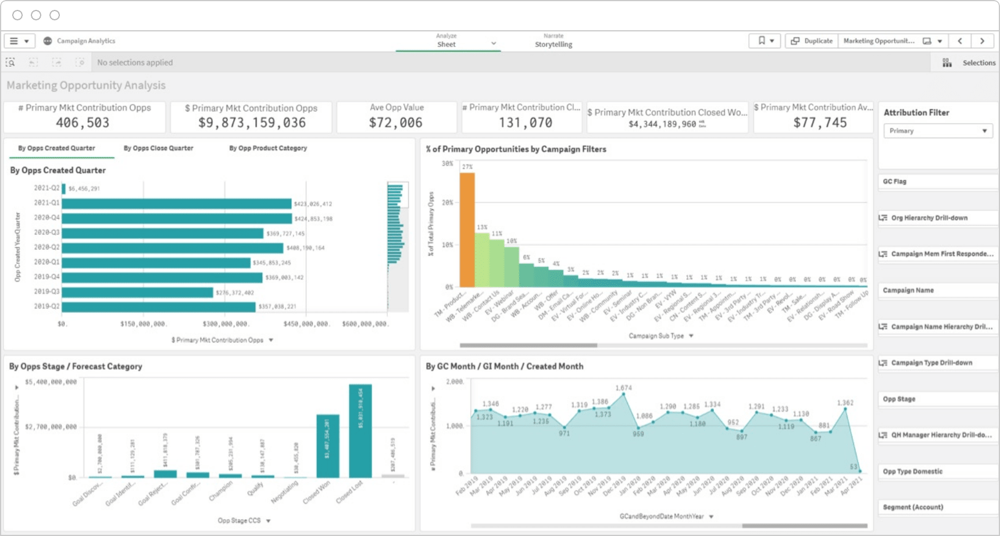 Campaign Analytics
Analyze
Sheet
Narrate
Storytelling
Duplicate
Marketing Opportunit...
No selections applied
Selections
Marketing Opportunity Analysis
# Primary Mkt Contribution Opps
406,503
$ Primary Mkt Contribution Opps
$9,873,159,036
Ave Opp Value
$72,006
# Primary Mkt Contribution Cl...
131,070
$ Primary Mkt Contribution Closed Wo...
$4,344,189,960
$ Primary Mkt Contribution Av...
$77,745
Attribution Filter
Primary
By Opps Created Quarter
By Opps Close Quarter
By Opp Product Category
By Opps Created Quarter
Opp Created YearQuarter
2021-Q2 $6,456,291
2021-Q1 $423,026,412
2020-Q4 $424,853,198
2020-Q3 $369,727,145
2020-Q2 $408,190,164
2020-Q1 $345,853,245
2019-Q4 $369,003,142
2019-Q3 $276,372,402
2019-Q2 $357,038,221
$0. $150,000,000. $300,000,000. $450,000,000. $600,000,000.
$ Primary Mkt Contribution Opps
% of Primary Opportunities by Campaign Filters
% of Total Primary Opps
30%
20%
10%
0%
27% 13% 11% 10% 6% 5% 4% 3% 2% 2% 2% 1% 1% 1% 1% 1% 1% 1% 1% 1% 1% 0% 0% 0% 0% 0% 0%
TM - Product...
WB - Telemarke...
WB - Contact Us
EV - Webinar
DG - Brand Sea...
WB - Accoun...
WB - Offer
DM - Email Ca...
EV - Virtual For...
EV - Online Ho...
WB - Community
EV - Seminar
EV - Industry C...
DG - Non Bran...
EV - VVW
EV - Regional S...
CN - Content S...
EV - Regional 3...
TM - Appointm...
EV - 3rd Party ...
EV - Industry Tr...
TM - 3rd Party ...
EV - Revol...
TM - Sale...
EV - Relationsh...
DG - Display A...
EV - Road Show
TM - Follow Up
Campaign Sub Type
GC Flag
Org Hierarchy Drill-down
Campaign Mem First Responde...
Campaign Name
Campaign Name Hierarchy Dril...
Campaign Type Drill-down
Opp Stage
QH Manager Hierarchy Drill-do...
Opp Type Domestic
Segment (Account)
By Opps Stage / Forecast Category
$ Primary Mkt Contribution...
$5,400,000,000
$2,700,000,000
$0.
$2,700,000,000
$111,129,281
$411,818,379
$301,787,326
$205,231,994
$138,147,887
$30,455,820
$3,407,554,201
$5,031,910,454
$207,486,519
Goal Discov...
Goal Identif...
Goal Reject...
Goal Confir...
Champion
Qualify
Negotiating
Closed Won
Closed Lost
-
Opp Stage CCS
By GC Month / GI Month / Created Month
# Primary Mkt Contributi...
2,000.
1,000.
0.
1,323
1,346
1,191
1,220
1,277
1,235
971
1,319
1,386
1,373
1,674
959
1,086
1,290
1,285
1,180
1,334
952
897
1,291
1,233
1,119
1,130
867
881
1,362
53
Feb 2019
Mar 2019
Apr 2019
May 2019
Jun 2019
Jul 2019
Aug 2019
Sep 2019
Oct 2019
Nov 2019
Dec 2019
Jan 2020
Feb 2020
Mar 2020
Apr 2020
May 2020
Jun 2020
Jul 2020
Aug 2020
Sep 2020
Oct 2020
Nov 2020
Dec 2020
Jan 2021
Feb 2021
Mar 2021
Apr 2021
GCandBeyondDate MonthYear